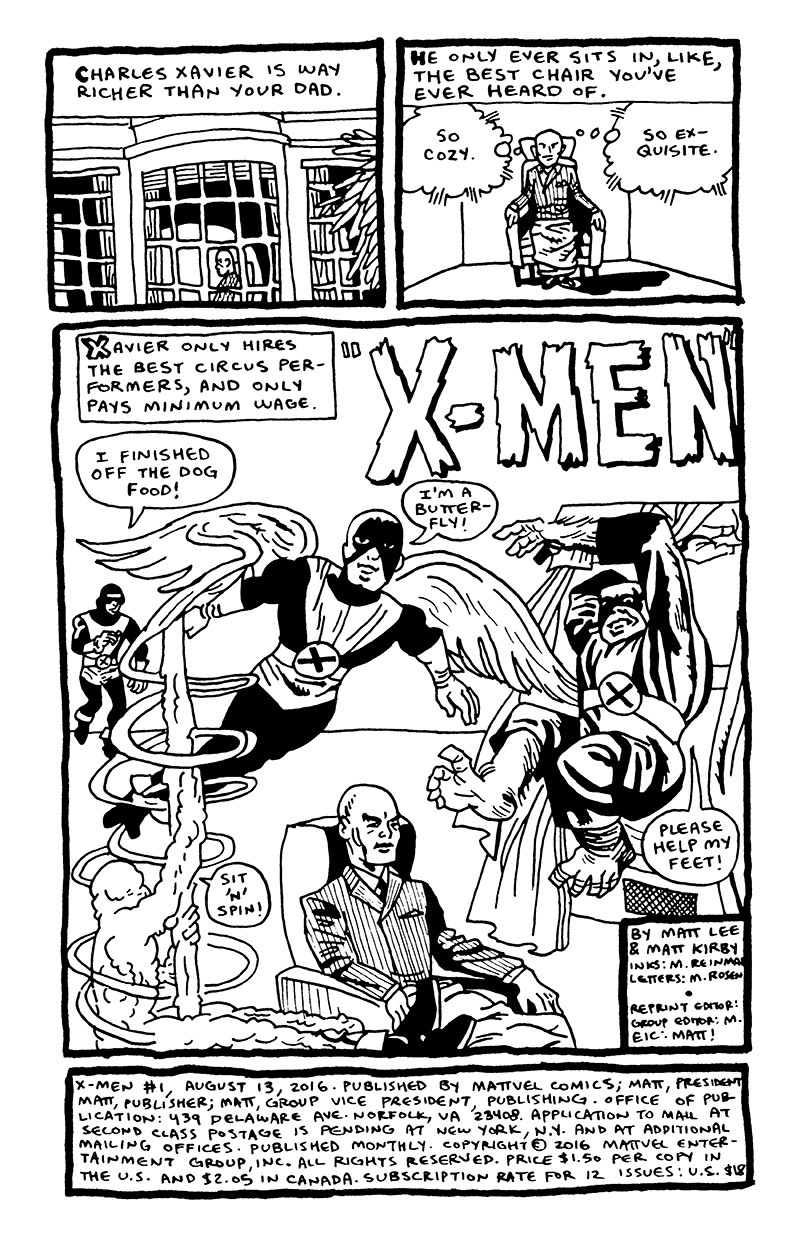 CHARLES XAVIER IS WAY
RICHER THAN YOUR DAD.
HE ONLY EVER SITS IN, LIKE,
THE BEST CHAIR YOU'VE
EVER HEARD OF.
SO
COZY.
SO EX-
QUISITE.
XAVIER ONLY HIRES
THE BEST CIRCUS PER-
FORMERS, AND ONLY
PAYS MINIMUM WAGE.
"X-MEN"
I FINISHED
OFF THE DOG
FOOD!
I'M A
BUTTER-
FLY!
X
X
X
SIT
'N'
SPIN!
PLEASE
HELP MY
FEET!
BY MATT LEE
& MATT KIRBY
INKS: M. REINMA
LETTERS: M. ROSEN
•
REPRINT EDITOR:
GROUP EDITOR: M.
EIC: MATT!
X-MEN #1, AUGUST 13, 2016. PUBLISHED BY MATTVEL COMICS; MATT, PRESIDENT
MATT, PUBLISHER; MATT, GROUP VICE PRESIDENT, PUBLISHING. OFFICE OF PUB-
LICATION: 439 DELAWARE AVE. NORFOLK, VA 23408. APPLICATION TO MAIL AT
SECOND CLASS POSTAGE IS PENDING AT NEW YORK, N.Y. AND AT ADDITIONAL
MAILING OFFICES. PUBLISHED MONTHLY. COPYRIGHT © 2016 MATTVEL ENTER-
TAINMENT GROUP, INC. ALL RIGHTS RESERVED. PRICE $1.50 PER COPY IN
THE U.S. AND $2.05 IN CANADA. SUBSCRIPTION RATE FOR 12 ISSUES: U.S. $18